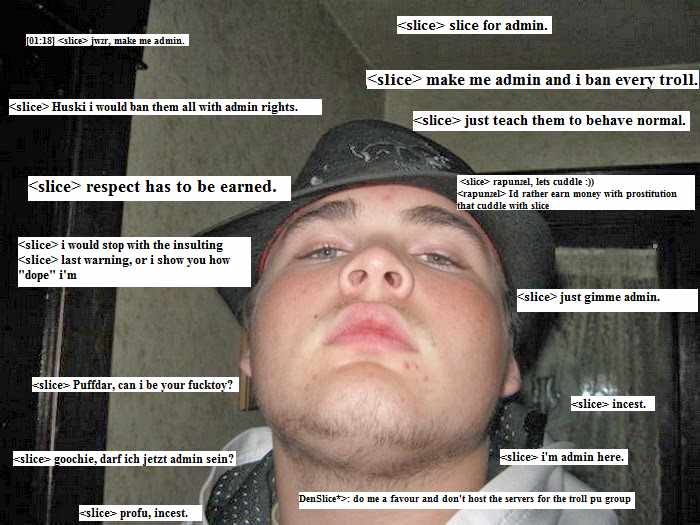 <slice> slice for admin.
[01:18] <slice> jwzr, make me admin.
<slice> make me admin and i ban every troll.
<slice> Huski i would ban them all with admin rights.
<slice> just teach them to behave normal.
<slice> respect has to be earned.
<slice> rapunzel, lets cuddle :))
<rapunzel> Id rather earn money with prostitution
that cuddle with slice
<slice> i would stop with the insulting
<slice> last warning, or i show you how
"dope" i'm
<slice> just gimme admin.
<slice> Puffdar, can i be your fucktoy?
<slice> incest.
<slice> goochie, darf ich jetzt admin sein?
<slice> i'm admin here.
DenSlice*>: do me a favour and don't host the servers for the troll pu group
<slice> profu, incest.